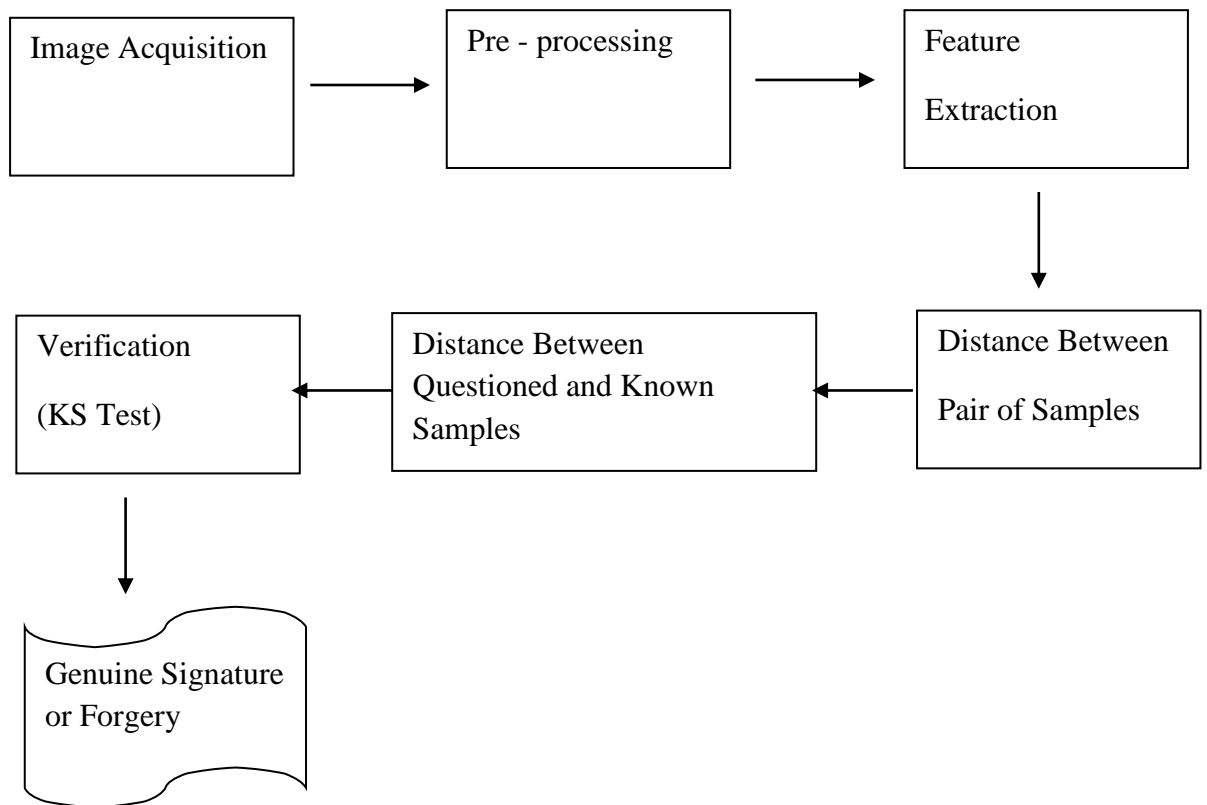 Image Acquisition
Pre - processing
Feature
Extraction
Distance Between
Pair of Samples
Distance Between
Questioned and Known
Samples
Verification
(KS Test)
Genuine Signature
or Forgery